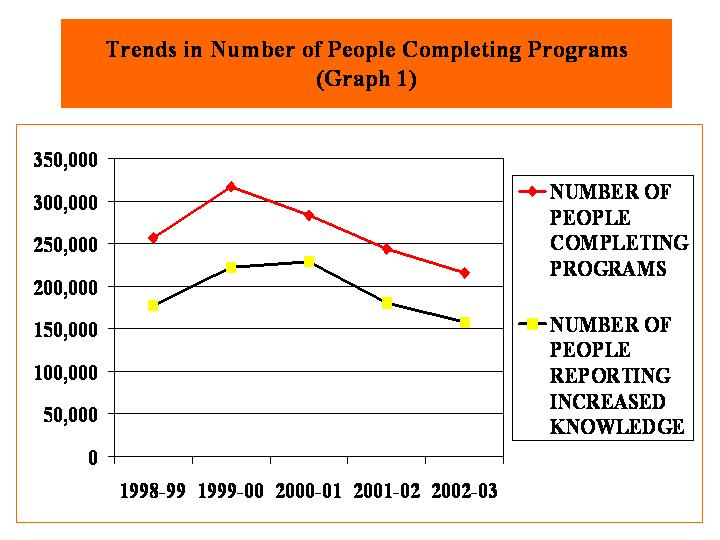 Trends in Number of People Completing Programs
(Graph 1)
350,000
300,000
250,000
200,000
150,000
100,000
50,000
0
1998-99 1999-00 2000-01 2001-02 2002-03
NUMBER OF
PEOPLE
COMPLETING
PROGRAMS
NUMBER OF
PEOPLE
REPORTING
INCREASED
KNOWLEDGE